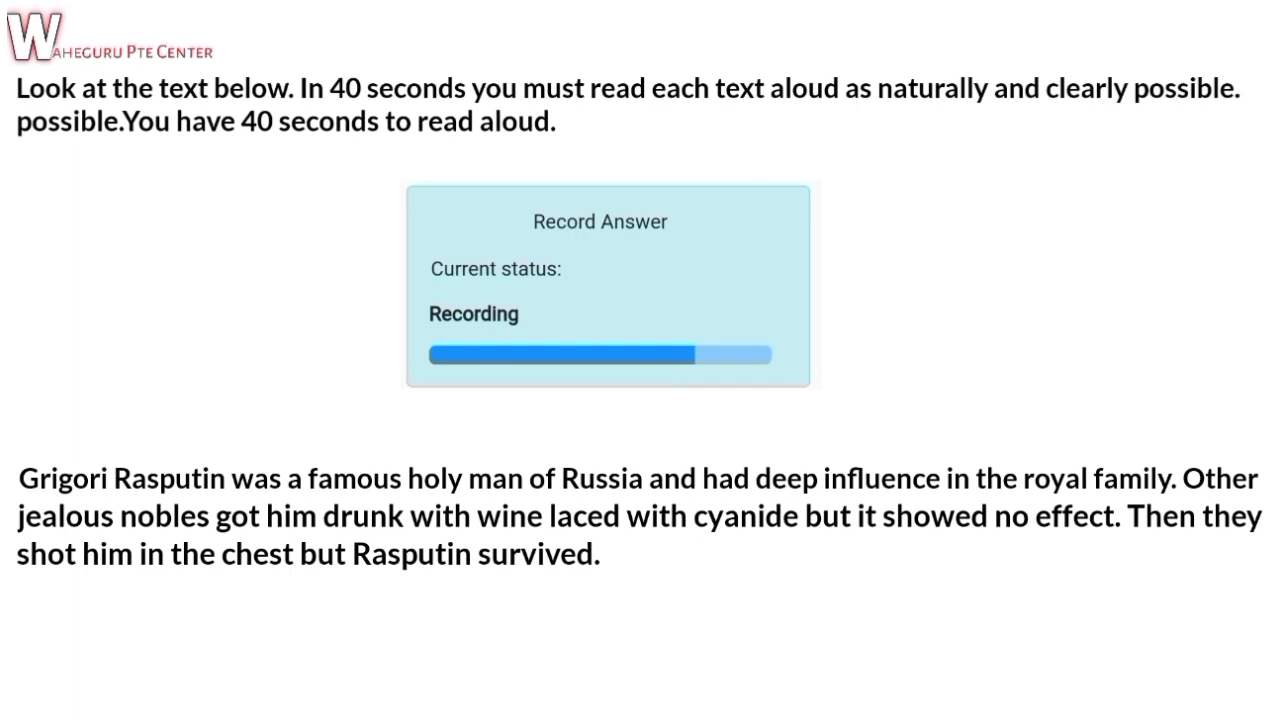 WAHEGURU PTE CENTER
Look at the text below. In 40 seconds you must read each text aloud as naturally and clearly possible.
possible.You have 40 seconds to read aloud.
Record Answer
Current status:
Recording
Grigori Rasputin was a famous holy man of Russia and had deep influence in the royal family. Other
jealous nobles got him drunk with wine laced with cyanide but it showed no effect. Then they
shot him in the chest but Rasputin survived.